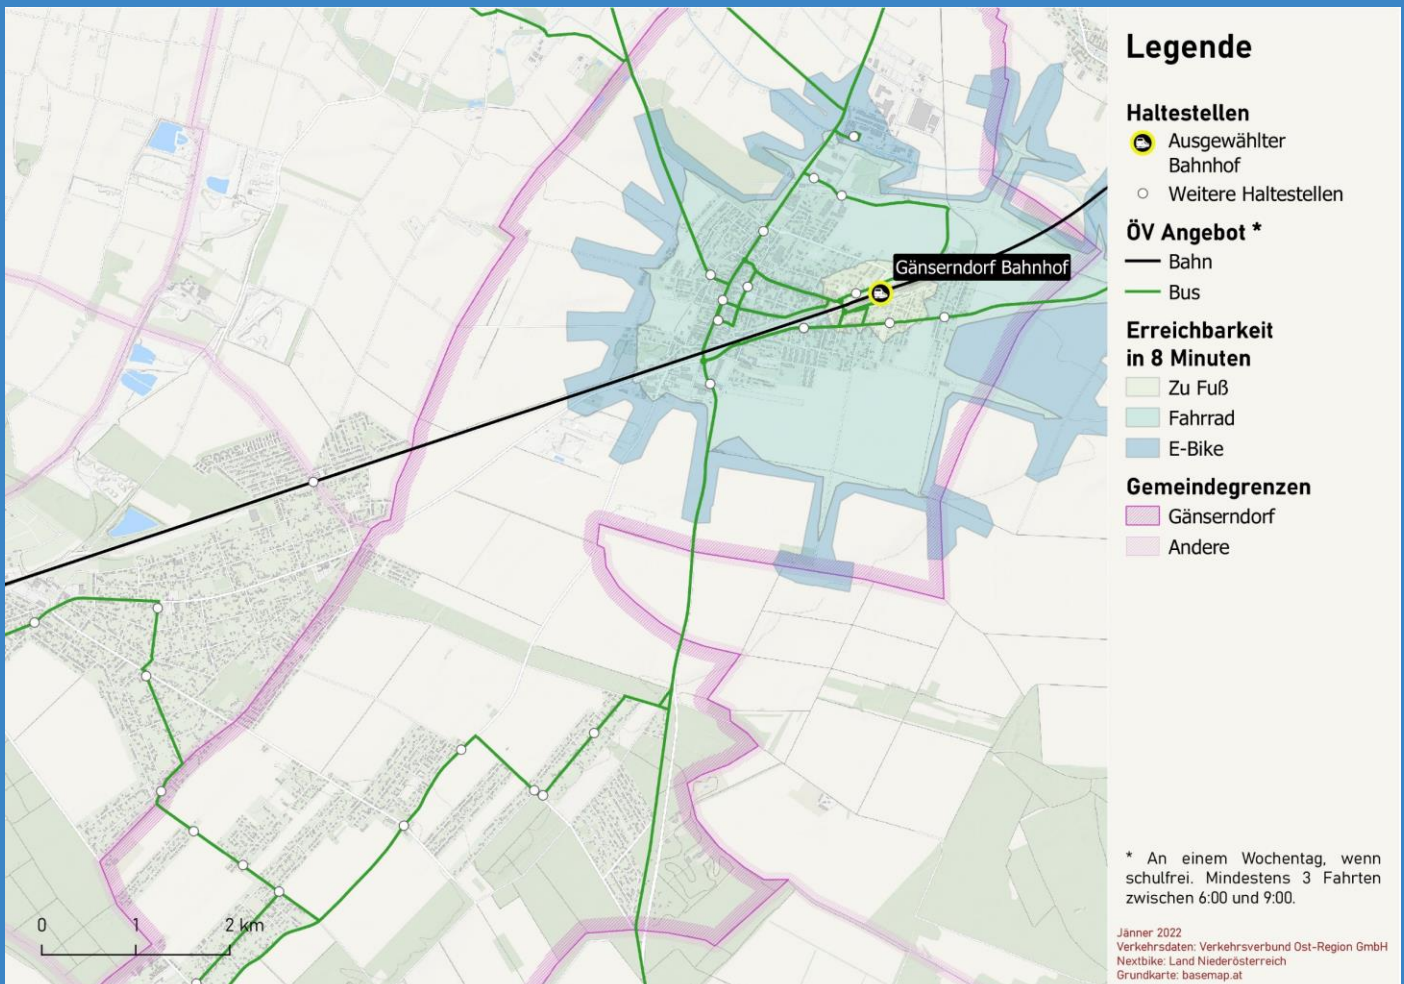 Legende
Haltestellen
Ausgewählter
Bahnhof
Weitere Haltestellen
ÖV Angebot *
Bahn
Bus
Erreichbarkeit
in 8 Minuten
Zu Fuß
Fahrrad
E-Bike
Gemeindegrenzen
Gänserndorf
Andere
Gänserndorf Bahnhof
0 1 2 km
* An einem Wochentag, wenn
schulfrei. Mindestens 3 Fahrten
zwischen 6:00 und 9:00.
Jänner 2022
Verkehrsdaten: Verkehrsverbund Ost-Region GmbH
Nextbike: Land Niederösterreich
Grundkarte: basemap.at